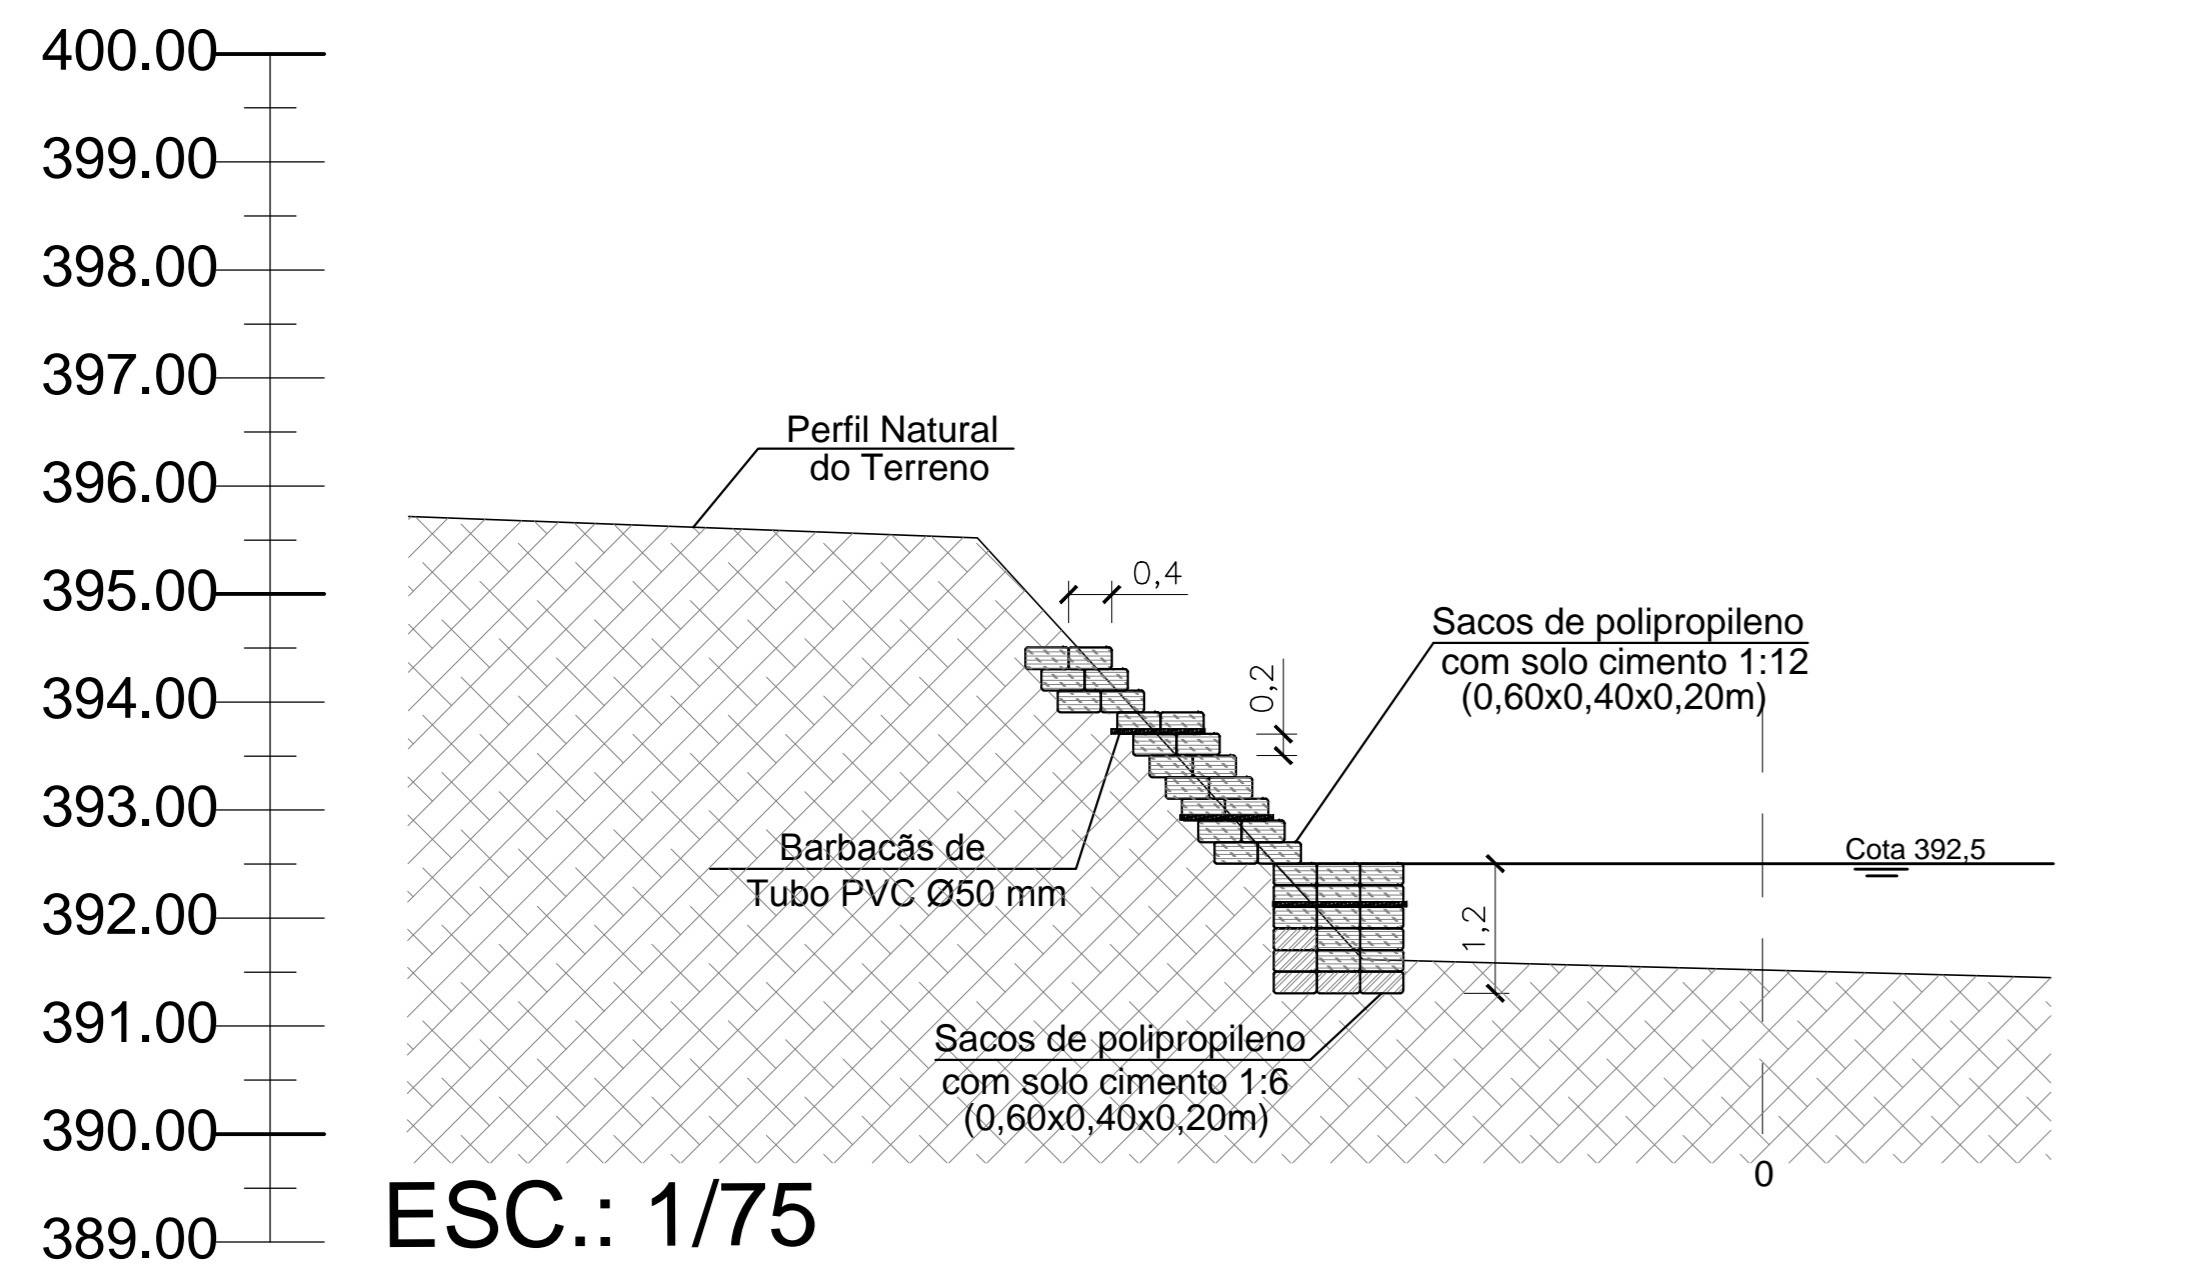 400.00
399.00
398.00
397.00
396.00
395.00
394.00
393.00
392.00
391.00
390.00
389.00
Perfil Natural
do Terreno
0,4
Sacos de polipropileno
com solo cimento 1:12
(0,60x0,40x0,20m)
0,2
Barbacãs de
Tubo PVC Ø50 mm
Cota 392,5
1,2
Sacos de polipropileno
com solo cimento 1:6
(0,60x0,40x0,20m)
0
ESC.: 1/75